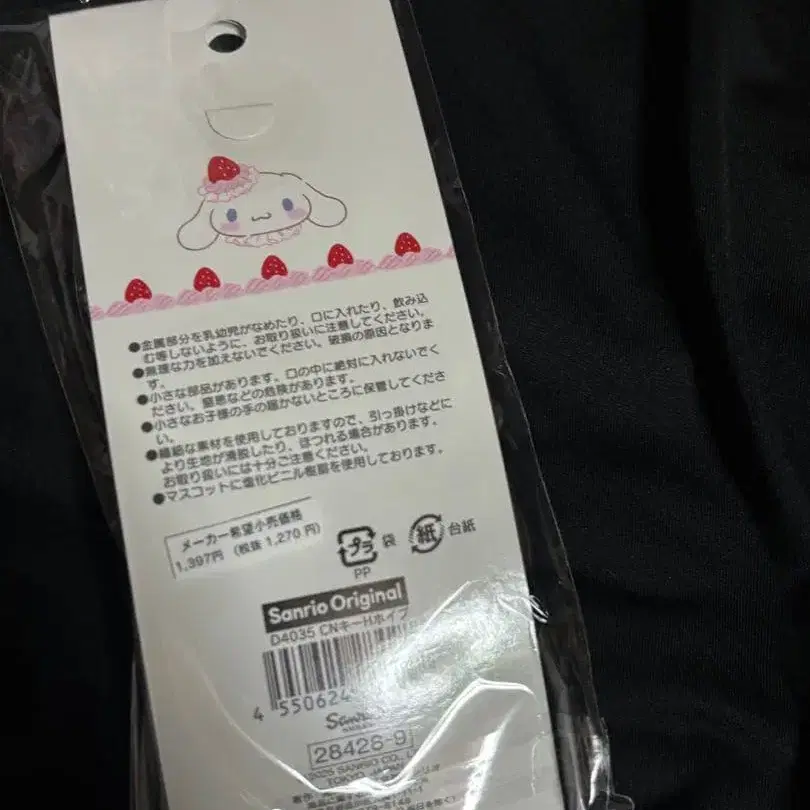 ●金属部分を乳幼児がなめたり、口に入れたり、飲み込
む等しないように、お取り扱いに注意してください。
●無理な力を加えないでください。破損の原因となりま
す。
●小さな部品があります。口の中に絶対に入れないでく
ださい。窒息などの危険があります。
●小さなお子様の手の届かないところに保管してくださ
い。
●繊細な素材を使用しておりますので、引っ掛けなどに
より生地が滑脱したり、ほつれる場合があります。
お取り扱いには十分ご注意ください。
●マスコットに塩化ビニル樹脂を使用しております。
メーカー希望小売価格
1,397円 (税抜 1,270 円)
プラ 袋
PP
紙 台紙
Sanrio Original
D4035 CNキーHホイプ
4 550624
Sanrio
28426-9
2025 SANRIO CO., L
TOKYO